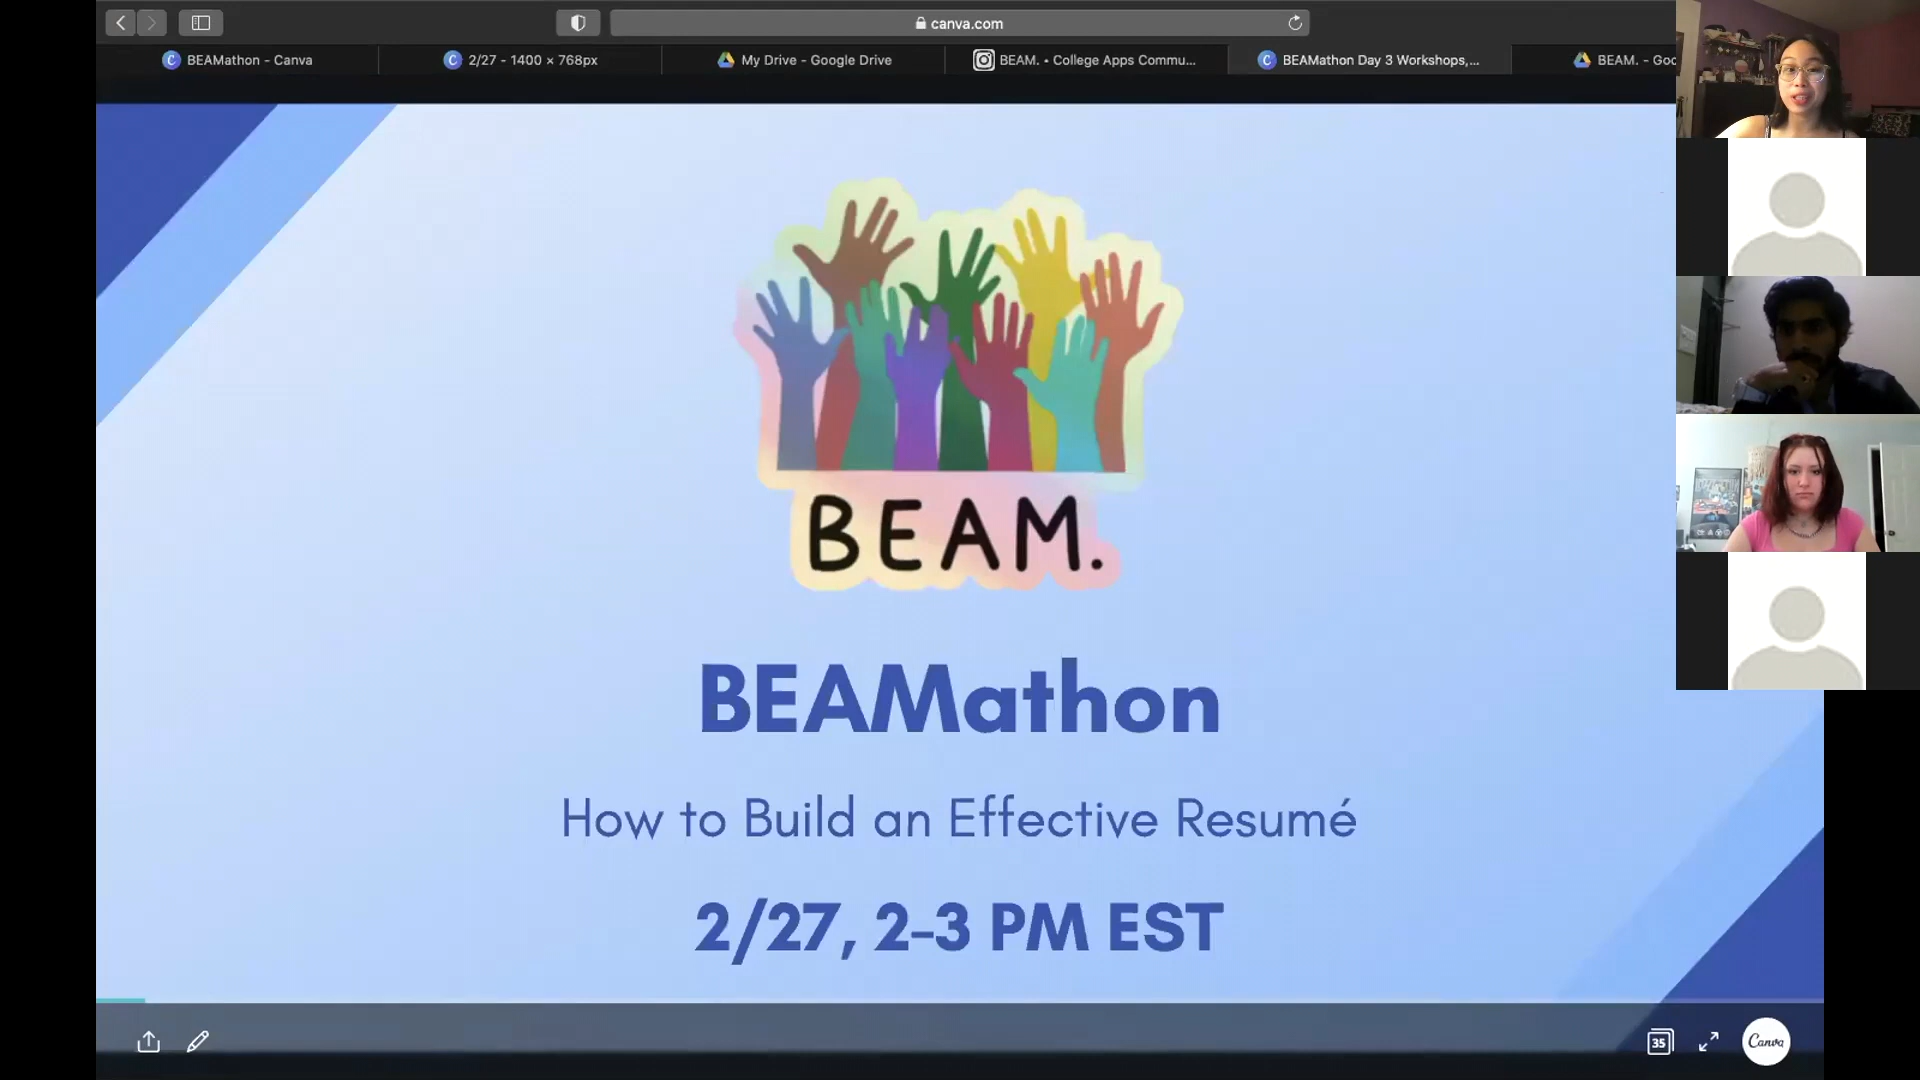 canva.com
BEAMathon - Canva
2/27 - 1400 × 768px
My Drive - Google Drive
BEAM. • College Apps Commu...
BEAMathon Day 3 Workshops,...
BEAM. - Goo
BEAM.
BEAMathon
How to Build an Effective Resumé
2/27, 2-3 PM EST
35
Canva